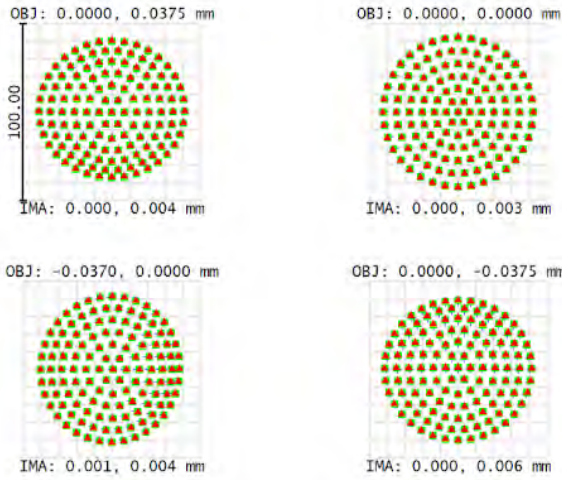 OBJ: 0.0000, 0.0375 mm
OBJ: 0.0000, 0.0000 mm
100.00
IMA: 0.000, 0.004 mm
IMA: 0.000, 0.003 mm
OBJ: -0.0370, 0.0000 mm
OBJ: 0.0000, -0.0375 mm
IMA: 0.001, 0.004 mm
IMA: 0.000, 0.006 mm